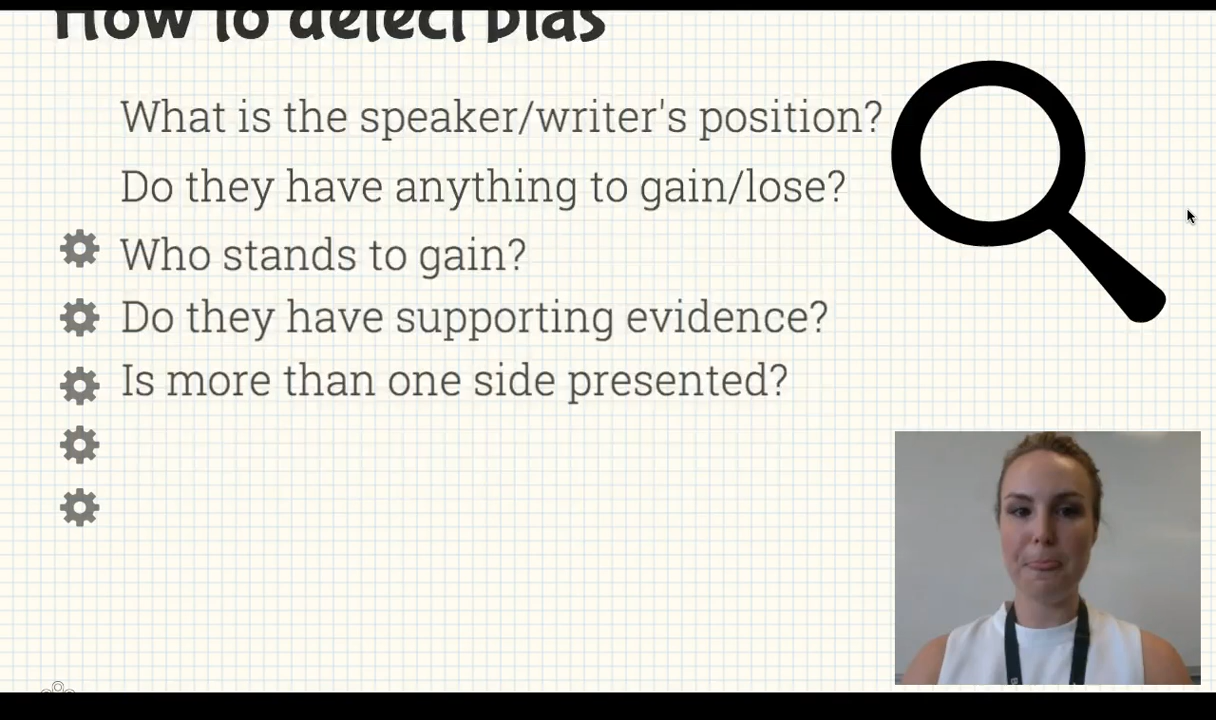 How to detect bias
What is the speaker/writer's position?
Do they have anything to gain/lose?
Who stands to gain?
Do they have supporting evidence?
Is more than one side presented?